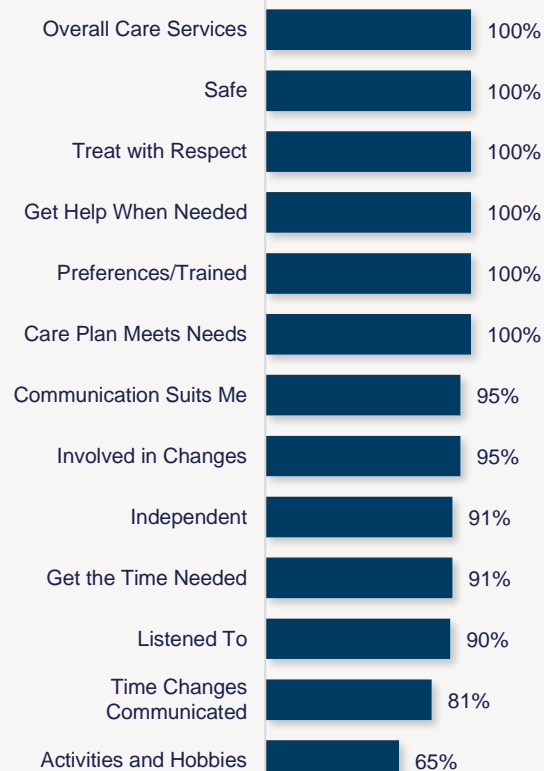 Overall Care Services 100%
Safe 100%
Treat with Respect 100%
Get Help When Needed 100%
Preferences/Trained 100%
Care Plan Meets Needs 100%
Communication Suits Me 95%
Involved in Changes 95%
Independent 91%
Get the Time Needed 91%
Listened To 90%
Time Changes
Communicated 81%
Activities and Hobbies 65%